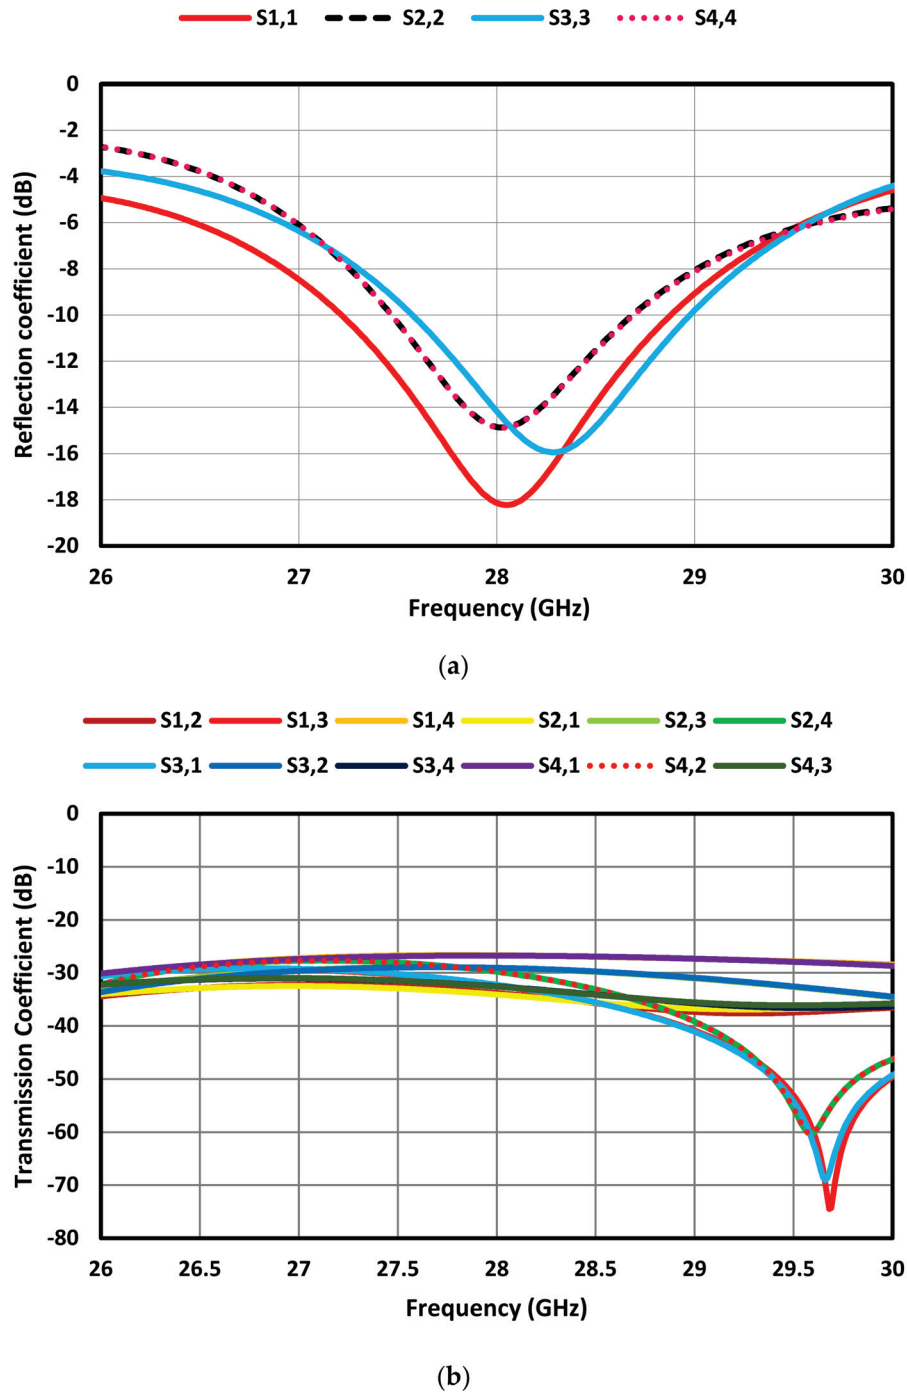 S1,1 S2,2 S3,3 S4,4
0
-2
-4
-6
-8
-10
-12
-14
-16
-18
-20
Reflection coefficient (dB)
26 27 28 29 30
Frequency (GHz)
(a)
S1,2 S1,3 S1,4 S2,1 S2,3 S2,4
S3,1 S3,2 S3,4 S4,1 S4,2 S4,3
0
-10
-20
-30
-40
-50
-60
-70
-80
Transmission Coefficient (dB)
26 26.5 27 27.5 28 28.5 29 29.5 30
Frequency (GHz)
(b)